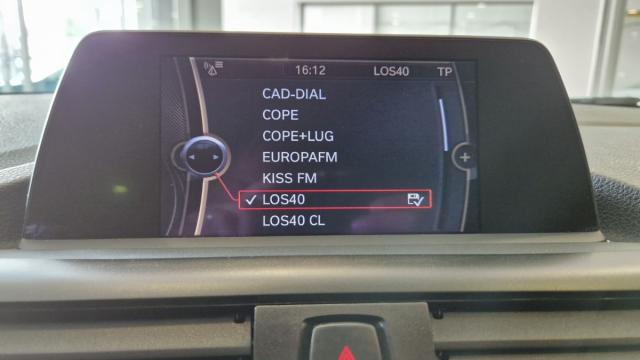 16:12 LOS40 TP
CAD-DIAL
COPE
COPE+LUG
EUROPAFM
KISS FM
LOS40
LOS40 CL